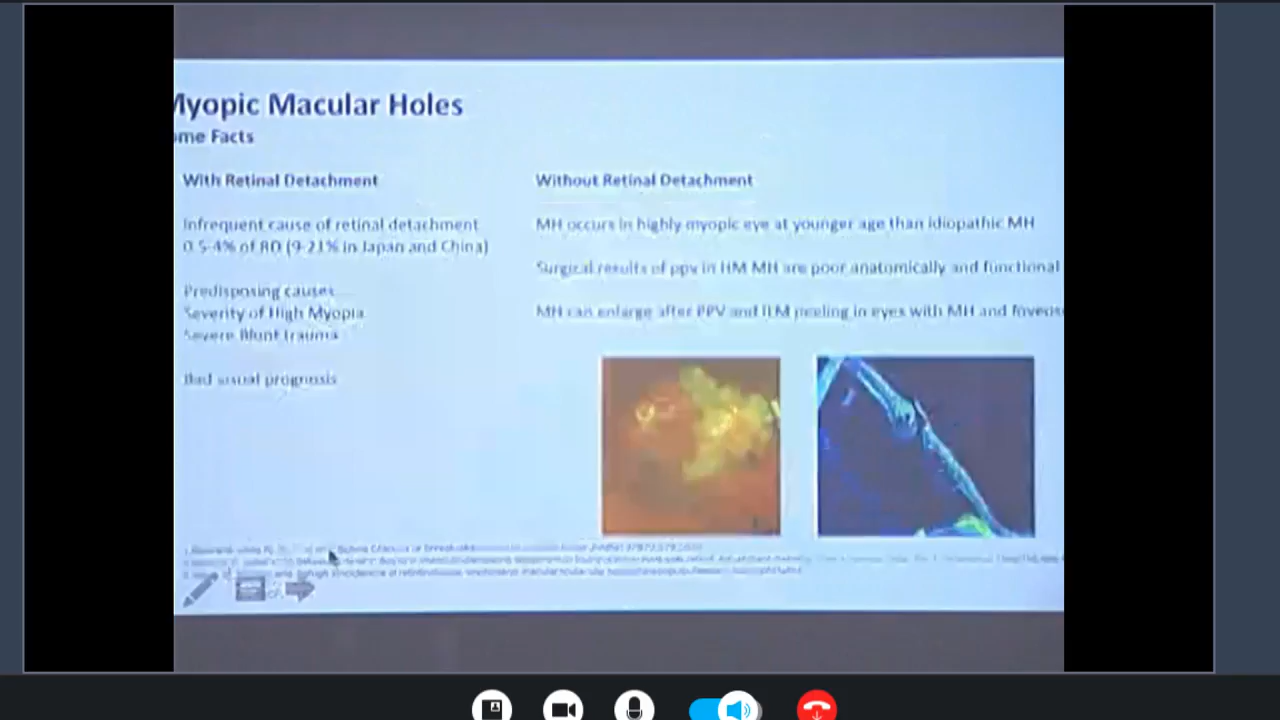 Myopic Macular Holes
ome Facts
With Retinal Detachment
Infrequent cause of retinal detachment
0.5-4% of RD (9-21% in Japan and China)
Predisposing causes
Severity of High Myopia
Severe Blunt trauma
Bad visual prognosis
Without Retinal Detachment
MH occurs in highly myopic eye at younger age than idiopathic MH
Surgical results of ppv in HM MH are poor anatomically and functional
MH can enlarge after PPV and ILM peeling in eyes with MH and